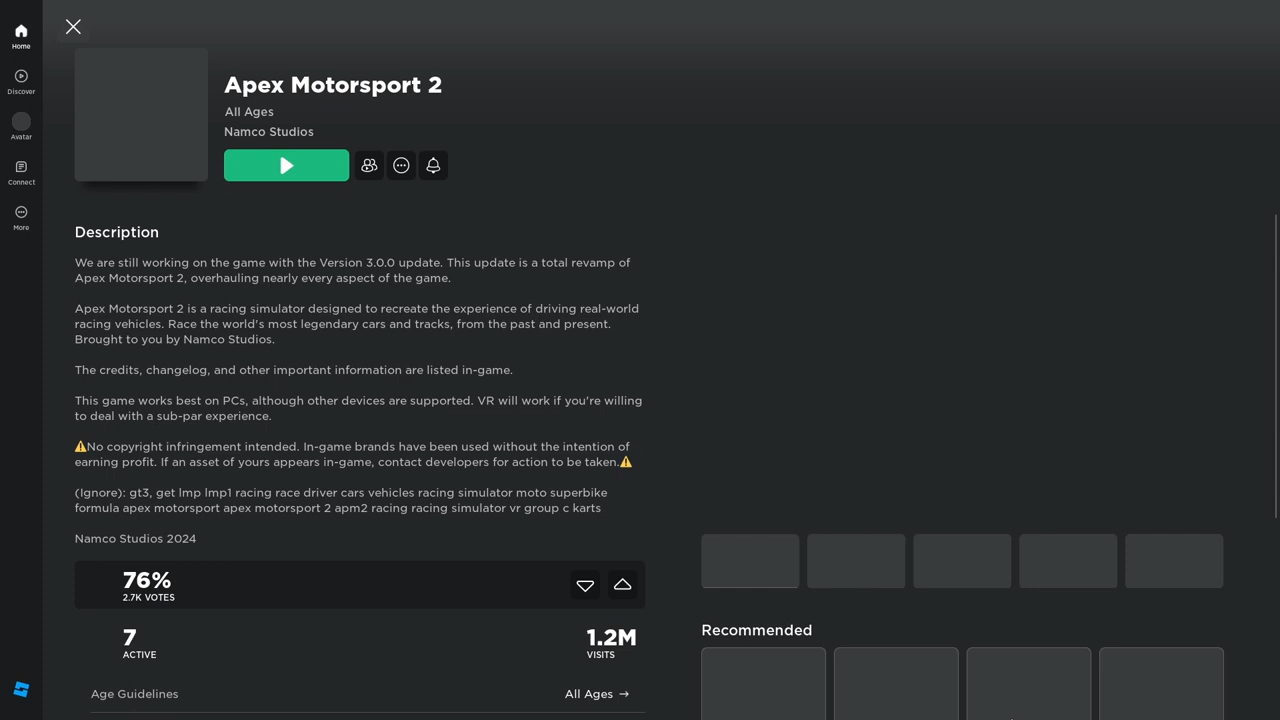 Home
Discover
Avatar
Connect
More
Apex Motorsport 2
All Ages
Namco Studios
Description
We are still working on the game with the Version 3.0.0 update. This update is a total revamp of
Apex Motorsport 2, overhauling nearly every aspect of the game.
Apex Motorsport 2 is a racing simulator designed to recreate the experience of driving real-world
racing vehicles. Race the world's most legendary cars and tracks, from the past and present.
Brought to you by Namco Studios.
The credits, changelog, and other important information are listed in-game.
This game works best on PCs, although other devices are supported. VR will work if you're willing
to deal with a sub-par experience.
⚠️No copyright infringement intended. In-game brands have been used without the intention of
earning profit. If an asset of yours appears in-game, contact developers for action to be taken.⚠️
(Ignore): gt3, get lmp lmp1 racing race driver cars vehicles racing simulator moto superbike
formula apex motorsport apex motorsport 2 apm2 racing racing simulator vr group c karts
Namco Studios 2024
76%
2.7K VOTES
7
ACTIVE
1.2M
VISITS
Age Guidelines
All Ages →
Recommended